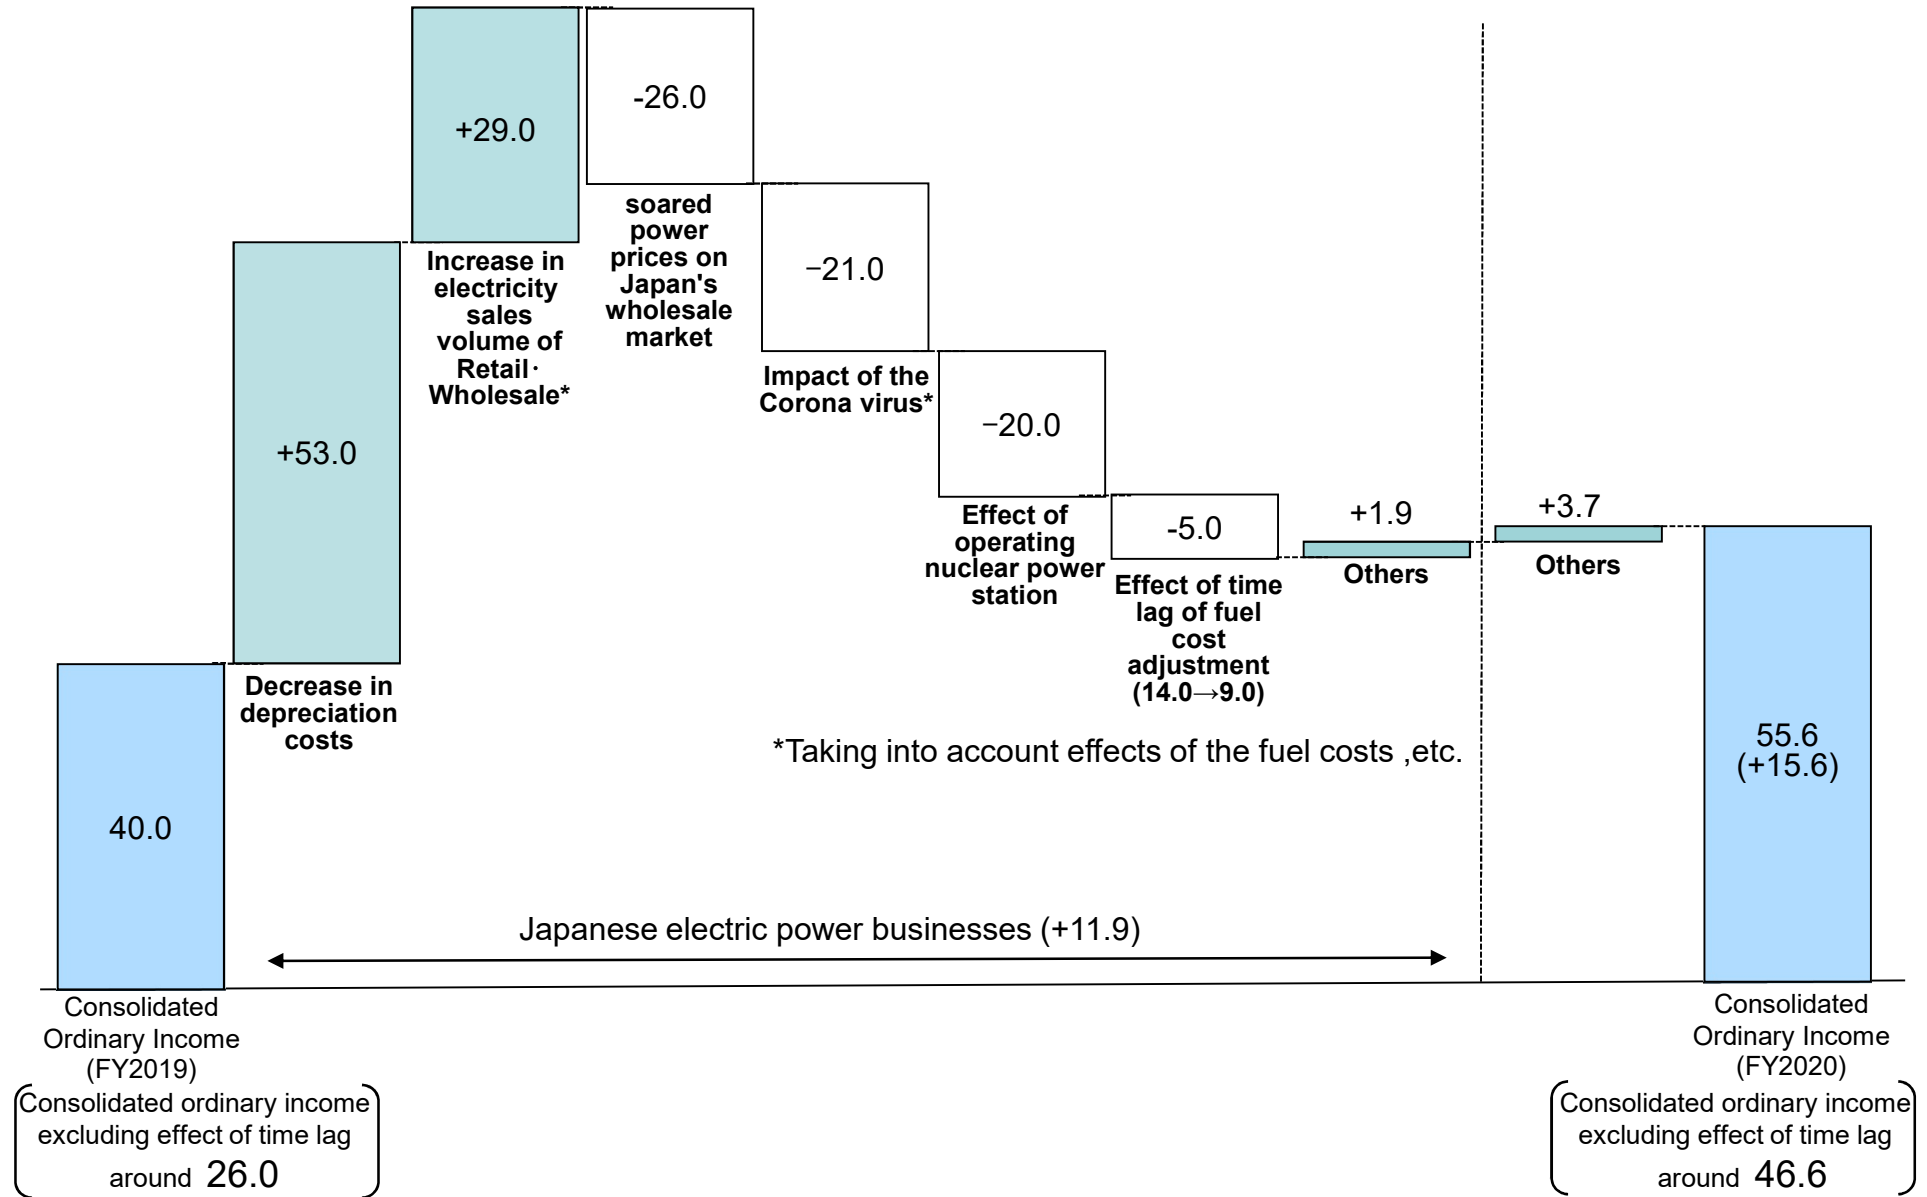 +29.0
-26.0
soared
power
prices on
Japan's
wholesale
market
Increase in
electricity
sales
volume of
Retail·
Wholesale*
−21.0
Impact of the
Corona virus*
+53.0
Decrease in
depreciation
costs
−20.0
Effect of
operating
nuclear power
station
-5.0
Effect of time
lag of fuel
cost
adjustment
(14.0→9.0)
+1.9
Others
+3.7
Others
*Taking into account effects of the fuel costs ,etc.
40.0
55.6
(+15.6)
Japanese electric power businesses (+11.9)
Consolidated
Ordinary Income
(FY2019)
Consolidated ordinary income
excluding effect of time lag
around 26.0
Consolidated
Ordinary Income
(FY2020)
Consolidated ordinary income
excluding effect of time lag
around 46.6